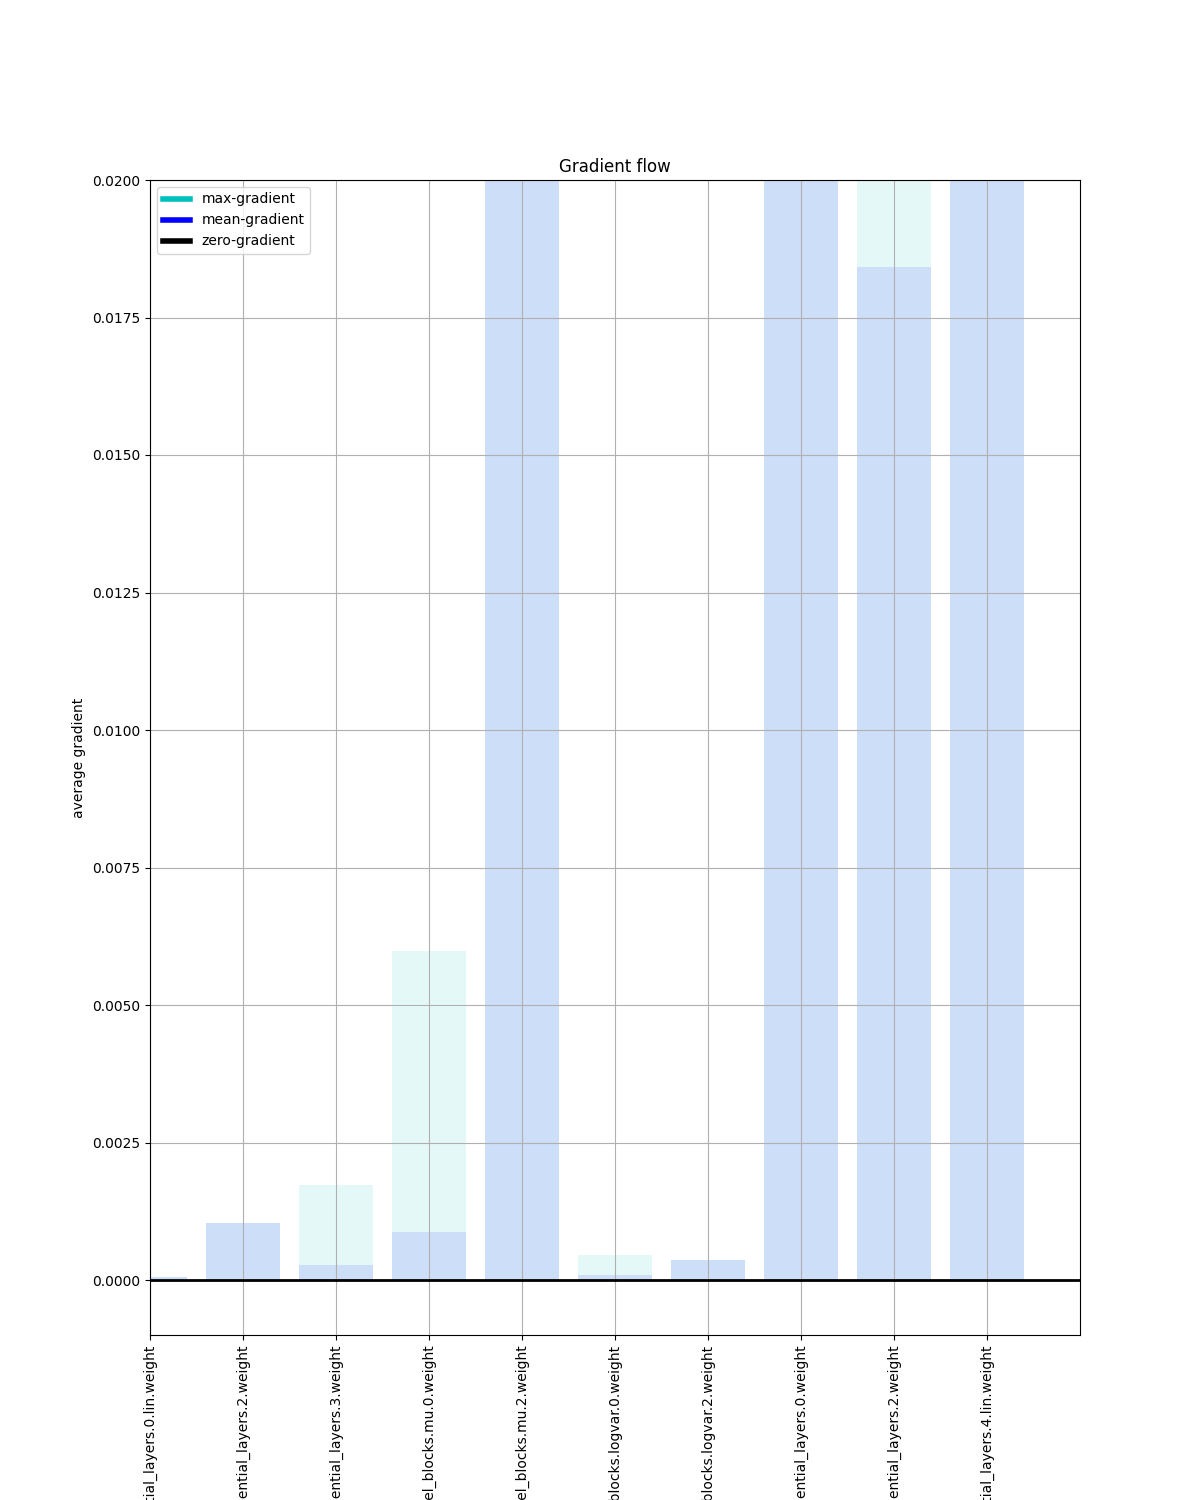 Gradient flow
max-gradient
mean-gradient
zero-gradient
average gradient
0.0200
0.0175
0.0150
0.0125
0.0100
0.0075
0.0050
0.0025
0.0000
tial_layers.0.lin.weight
ential_layers.2.weight
ential_layers.3.weight
el_blocks.mu.0.weight
el_blocks.mu.2.weight
blocks.logvar.0.weight
blocks.logvar.2.weight
ential_layers.0.weight
ential_layers.2.weight
tial_layers.4.lin.weight